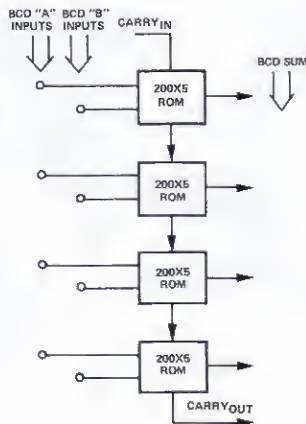 BCD "A"
INPUTS
BCD "B"
INPUTS
CARRYIN
BCD SUM
200X5
ROM
200X5
ROM
200X5
ROM
200X5
ROM
CARRYOUT